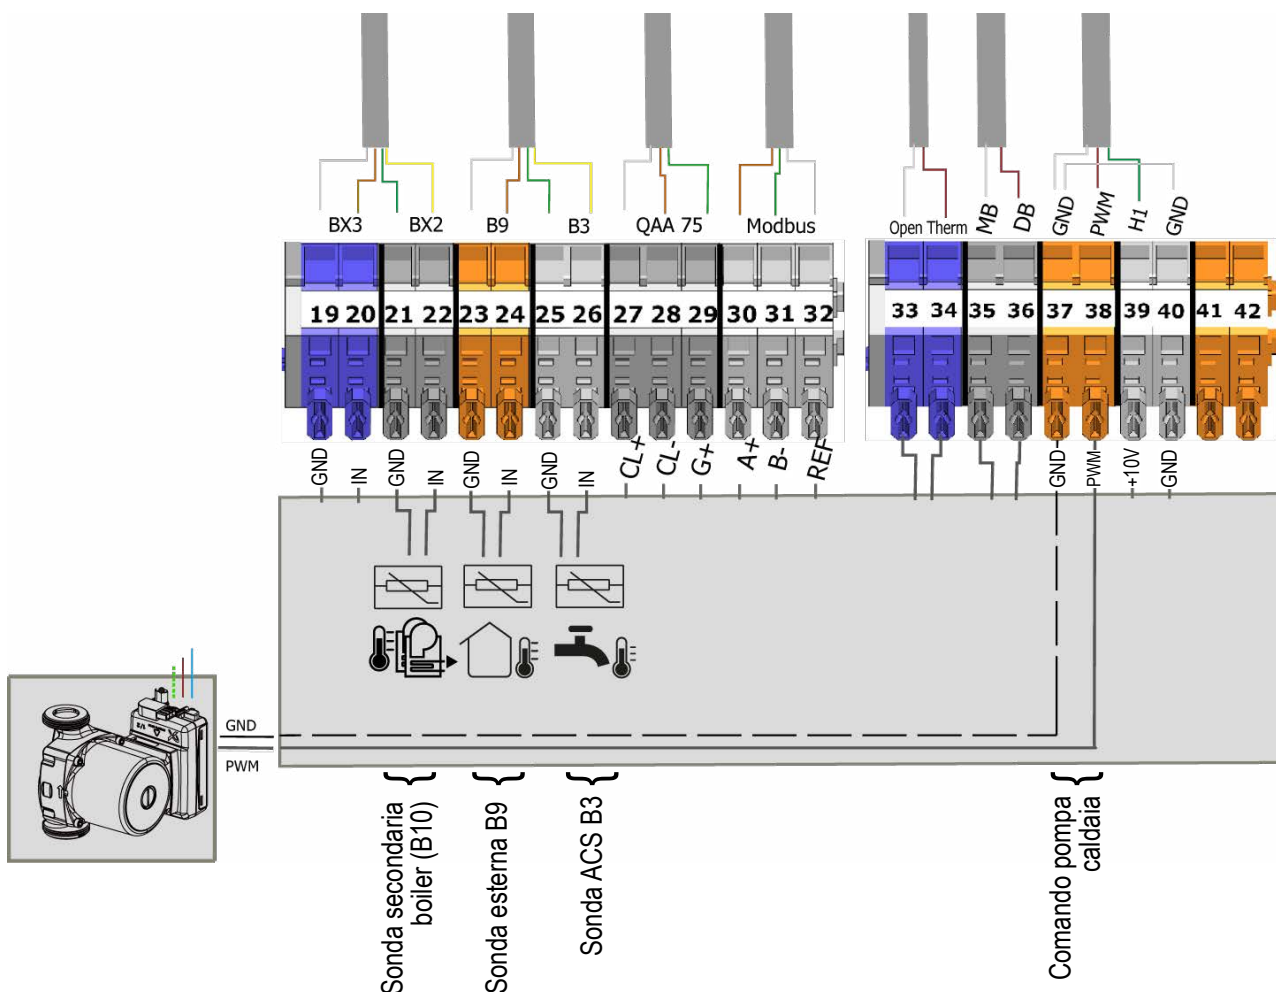 BX3 BX2 B9 B3 QAA 75 Modbus
Open Therm MB DB GND PWM H1 GND
19 20 21 22 23 24 25 26 27 28 29 30 31 32
33 34 35 36 37 38 39 40 41 42
GND IN GND IN GND IN GND IN CL+ CL- G+ A+ B- REF
GND PWM +10V GND
GND
PWM
Sonda secondaria
boiler (B10)
Sonda esterna B9
Sonda ACS B3
Comando pompa
caldaia